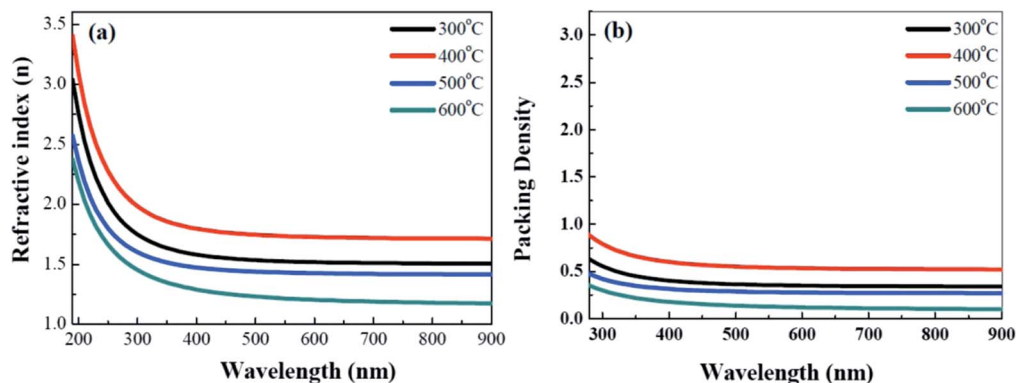 (a)
300°C
400°C
500°C
600°C
3.5
3.0
2.5
2.0
1.5
1.0
Refractive index (n)
200 300 400 500 600 700 800 900
Wavelength (nm)
(b)
300°C
400°C
500°C
600°C
3.0
2.5
2.0
1.5
1.0
0.5
0.0
Packing Density
300 400 500 600 700 800 900
Wavelength (nm)